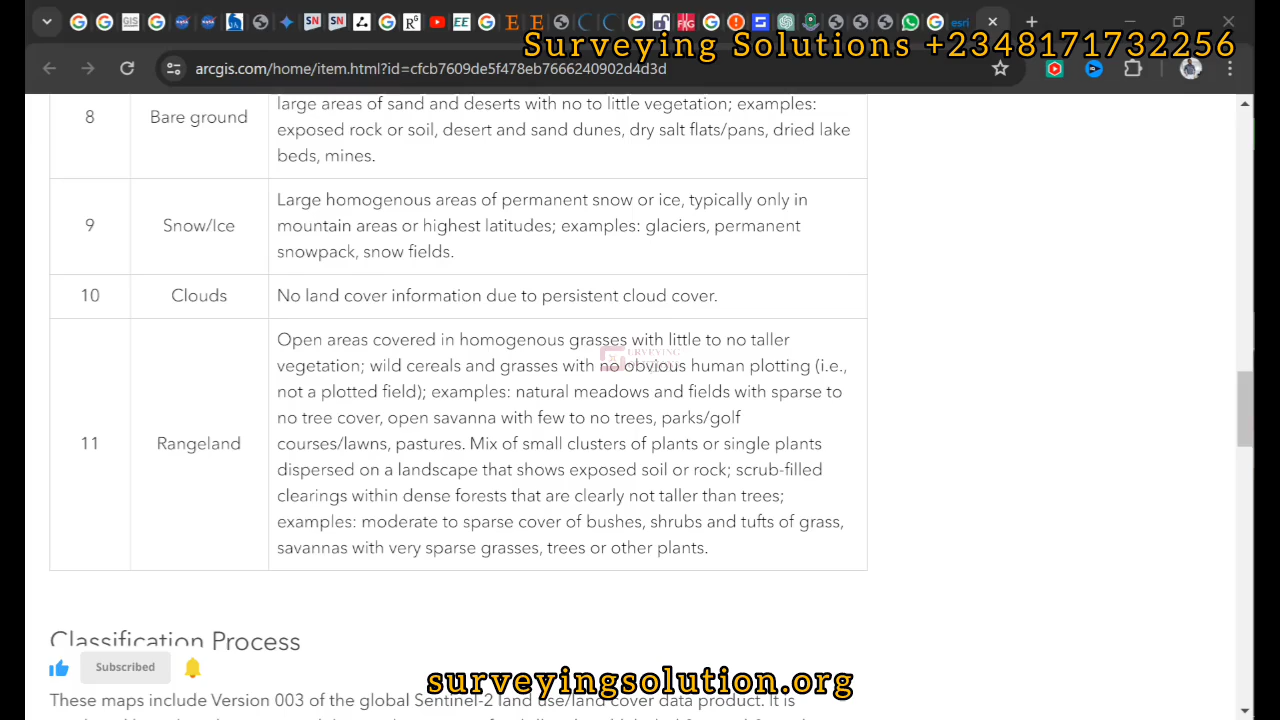 Surveying Solutions +2348171732256
arcgis.com/home/item.html?id=cfcb7609de5f478eb7666240902d4d3d
8
Bare ground
large areas of sand and deserts with no to little vegetation; examples:
exposed rock or soil, desert and sand dunes, dry salt flats/pans, dried lake
beds, mines.
9
Snow/Ice
Large homogenous areas of permanent snow or ice, typically only in
mountain areas or highest latitudes; examples: glaciers, permanent
snowpack, snow fields.
10
Clouds
No land cover information due to persistent cloud cover.
11
Rangeland
Open areas covered in homogenous grasses with little to no taller
vegetation; wild cereals and grasses with no obvious human plotting (i.e.,
not a plotted field); examples: natural meadows and fields with sparse to
no tree cover, open savanna with few to no trees, parks/golf
courses/lawns, pastures. Mix of small clusters of plants or single plants
dispersed on a landscape that shows exposed soil or rock; scrub-filled
clearings within dense forests that are clearly not taller than trees;
examples: moderate to sparse cover of bushes, shrubs and tufts of grass,
savannas with very sparse grasses, trees or other plants.
Classification Process
Subscribed
surveyingsolution.org
These maps include Version 003 of the global Sentinel-2 land use/land cover data product. It is